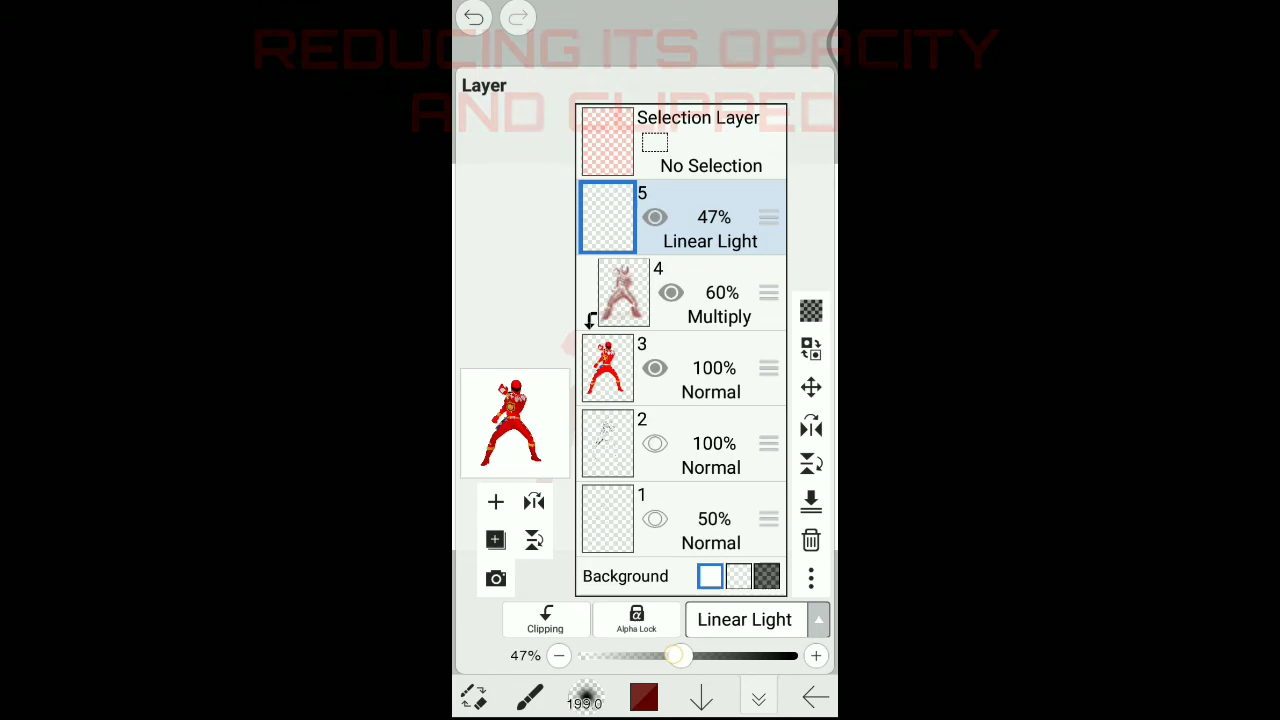 REDUCING ITS OPACITY
AND CLIPPED
Layer
Selection Layer
No Selection
5
47%
Linear Light
4
60%
Multiply
3
100%
Normal
2
100%
Normal
1
50%
Normal
Background
Clipping
Alpha Lock
Linear Light
47%
199.0